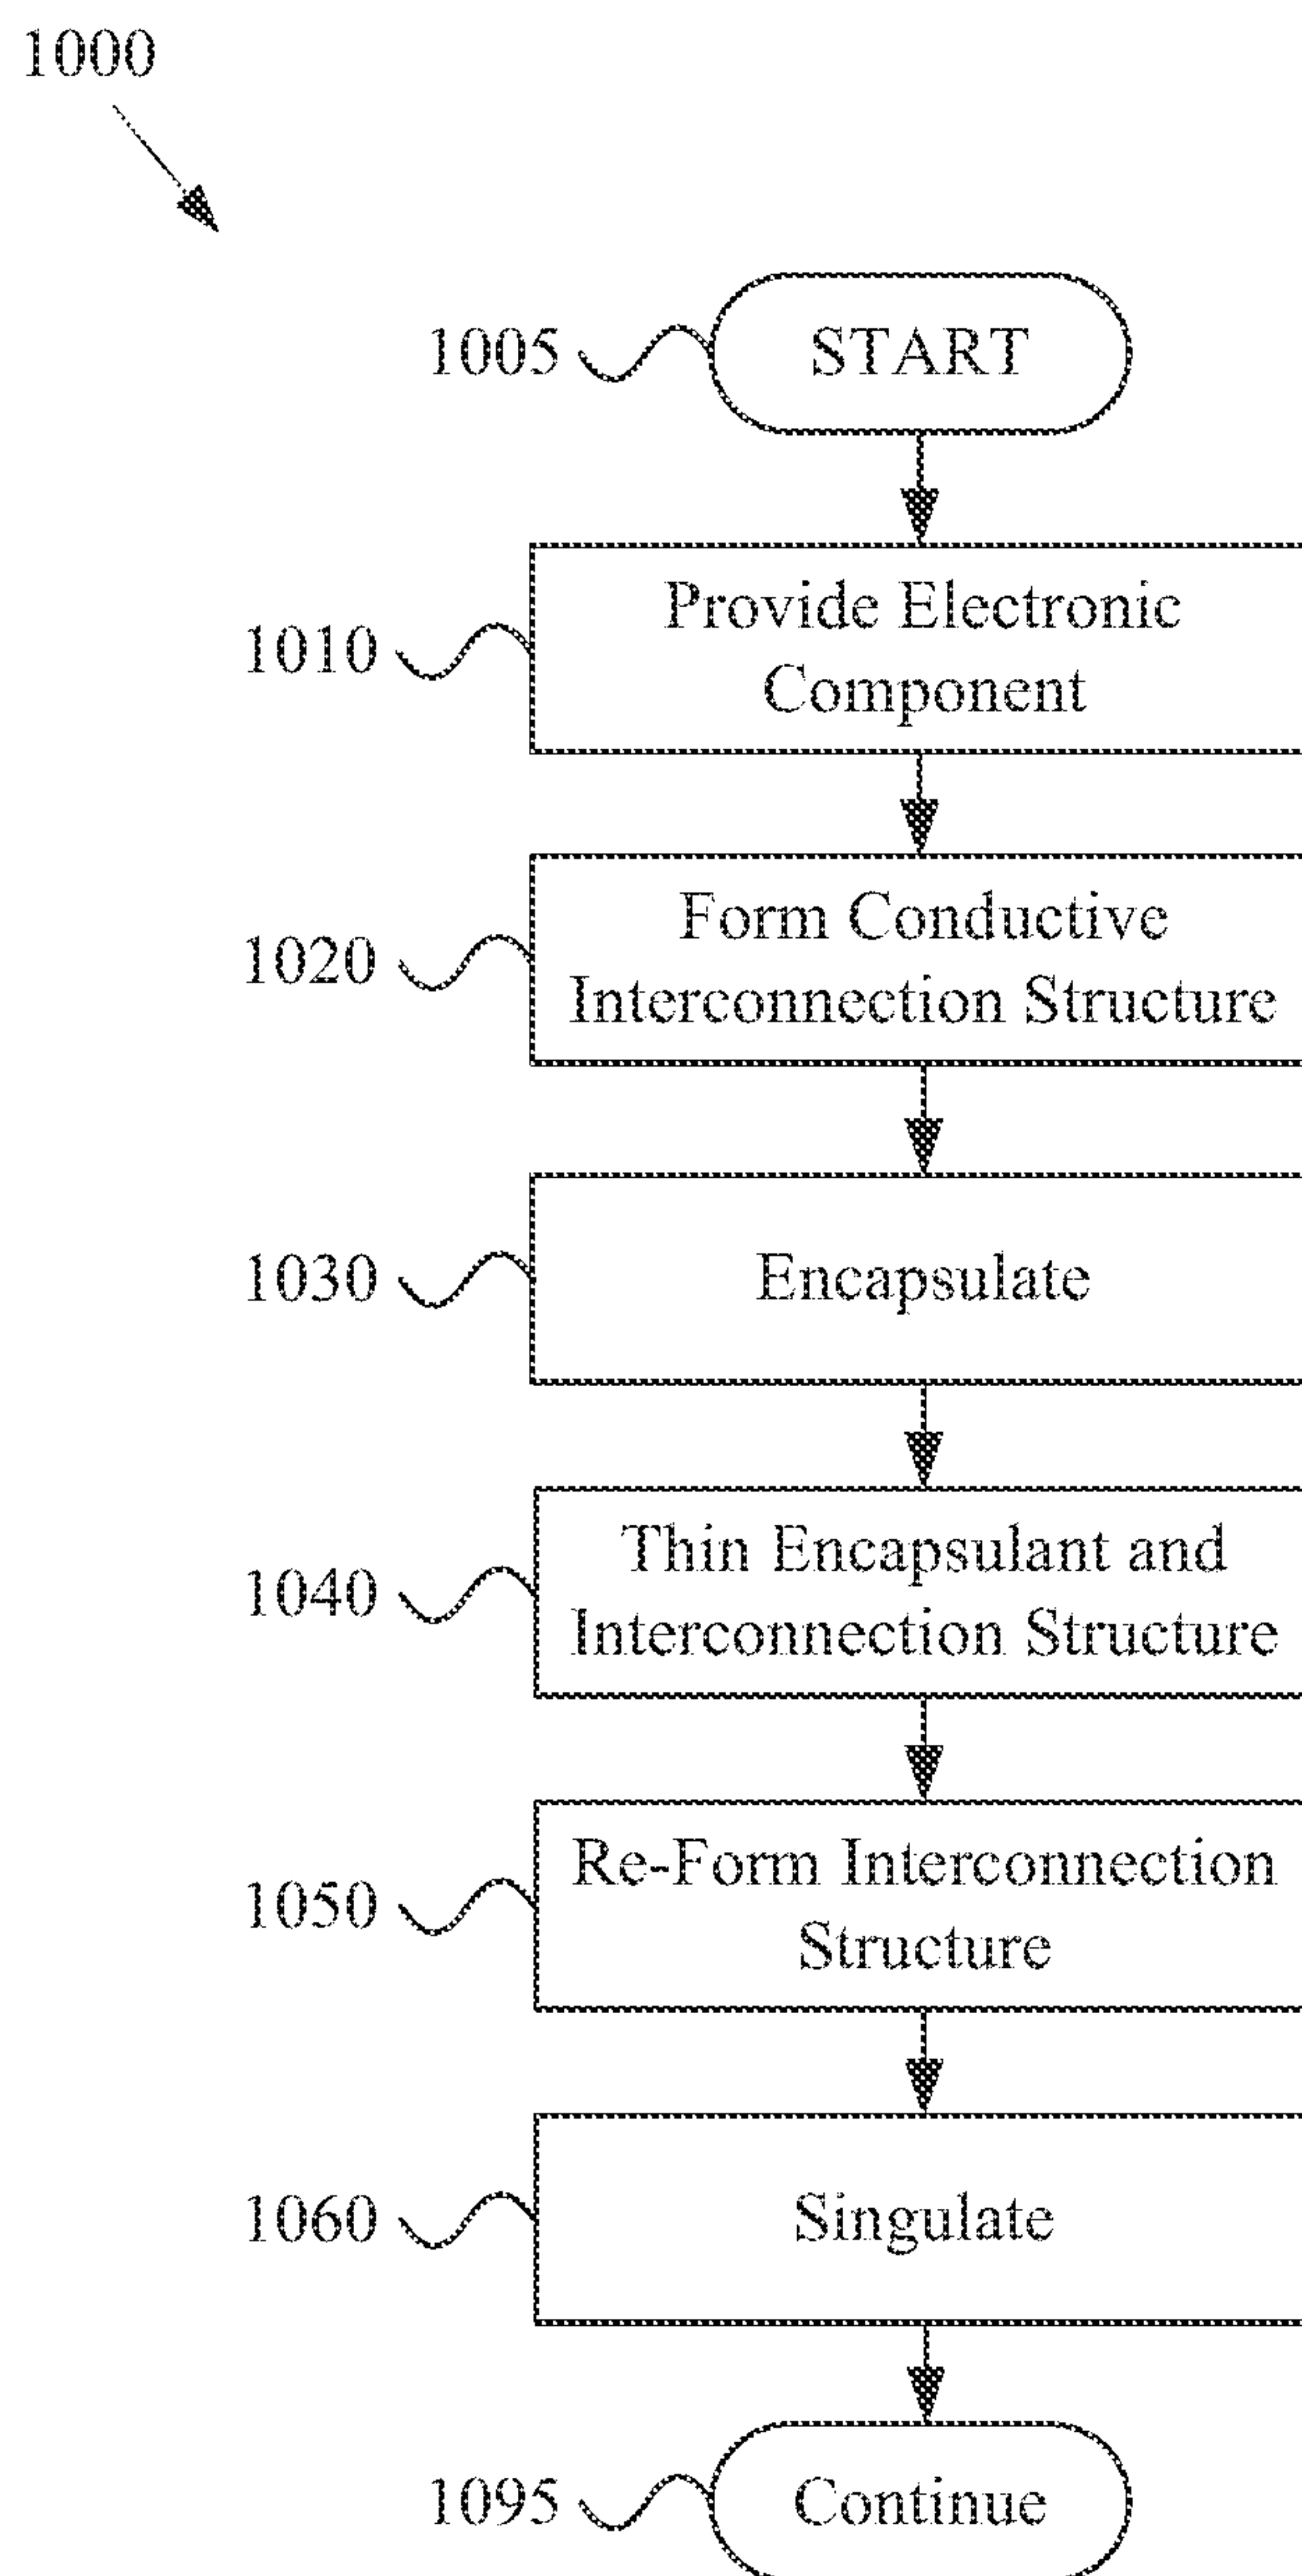 1000
1005 START
1010 Provide Electronic
Component
1020 Form Conductive
Interconnection Structure
1030 Encapsulate
1040 Thin Encapsulant and
Interconnection Structure
1050 Re-Form Interconnection
Structure
1060 Singulate
1095 Continue